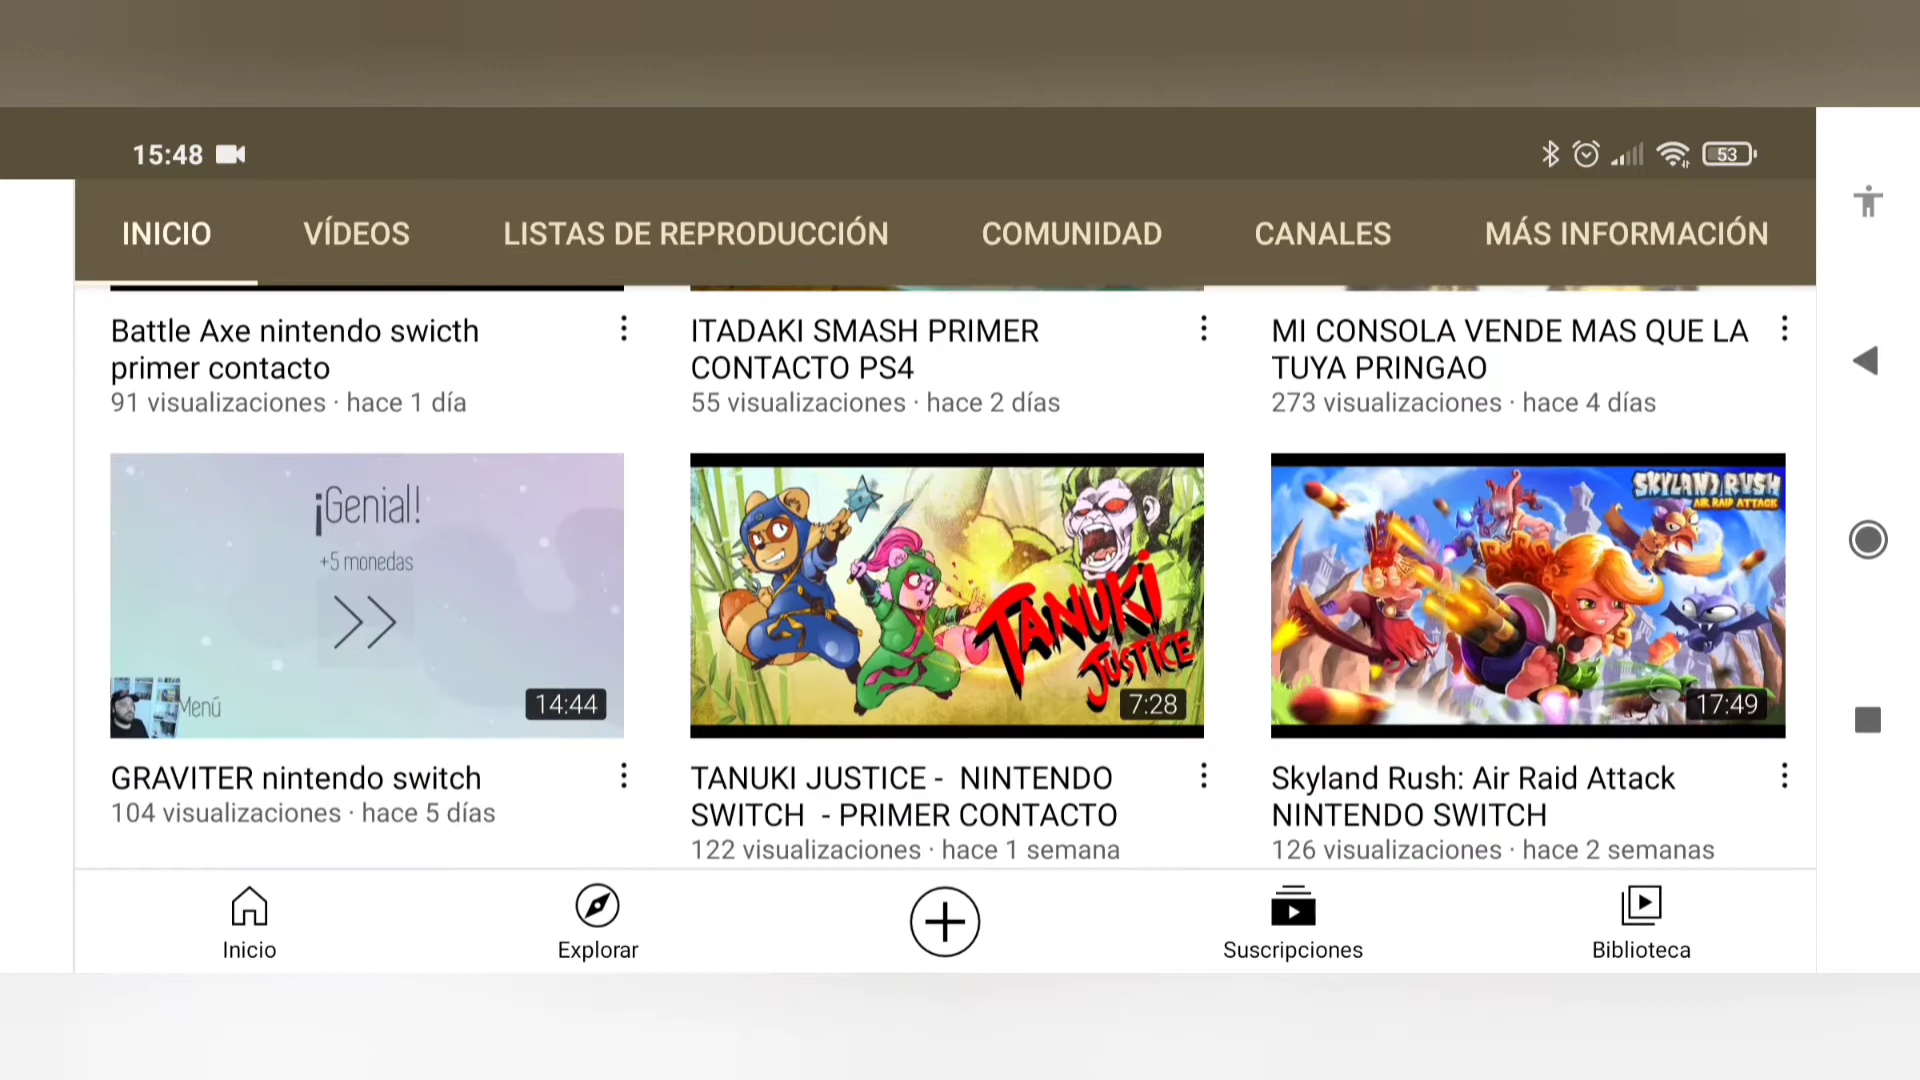 15:48
53
INICIO
VÍDEOS
LISTAS DE REPRODUCCIÓN
COMUNIDAD
CANALES
MÁS INFORMACIÓN
Battle Axe nintendo swicth
primer contacto
91 visualizaciones · hace 1 día
ITADAKI SMASH PRIMER
CONTACTO PS4
55 visualizaciones · hace 2 días
MI CONSOLA VENDE MAS QUE LA
TUYA PRINGAO
273 visualizaciones · hace 4 días
¡Genial!
+5 monedas
Menú
14:44
TANUKI
JUSTICE
7:28
SKYLAND RUSH
AIR RAID ATTACK
17:49
GRAVITER nintendo switch
104 visualizaciones · hace 5 días
TANUKI JUSTICE -  NINTENDO
SWITCH  - PRIMER CONTACTO
122 visualizaciones · hace 1 semana
Skyland Rush: Air Raid Attack
NINTENDO SWITCH
126 visualizaciones · hace 2 semanas
Inicio
Explorar
Suscripciones
Biblioteca